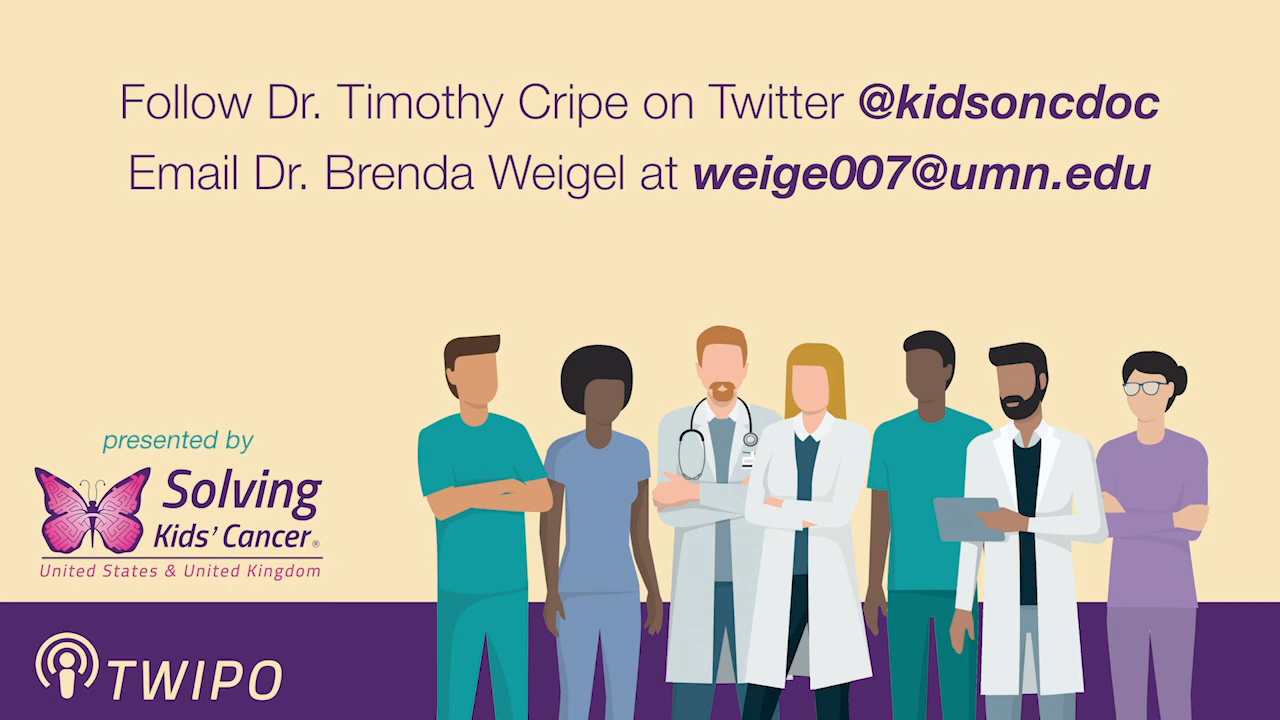 Follow Dr. Timothy Cripe on Twitter @kidsoncdoc
Email Dr. Brenda Weigel at weige007@umn.edu
presented by
Solving
Kids' Cancer®
United States & United Kingdom
TWIPO